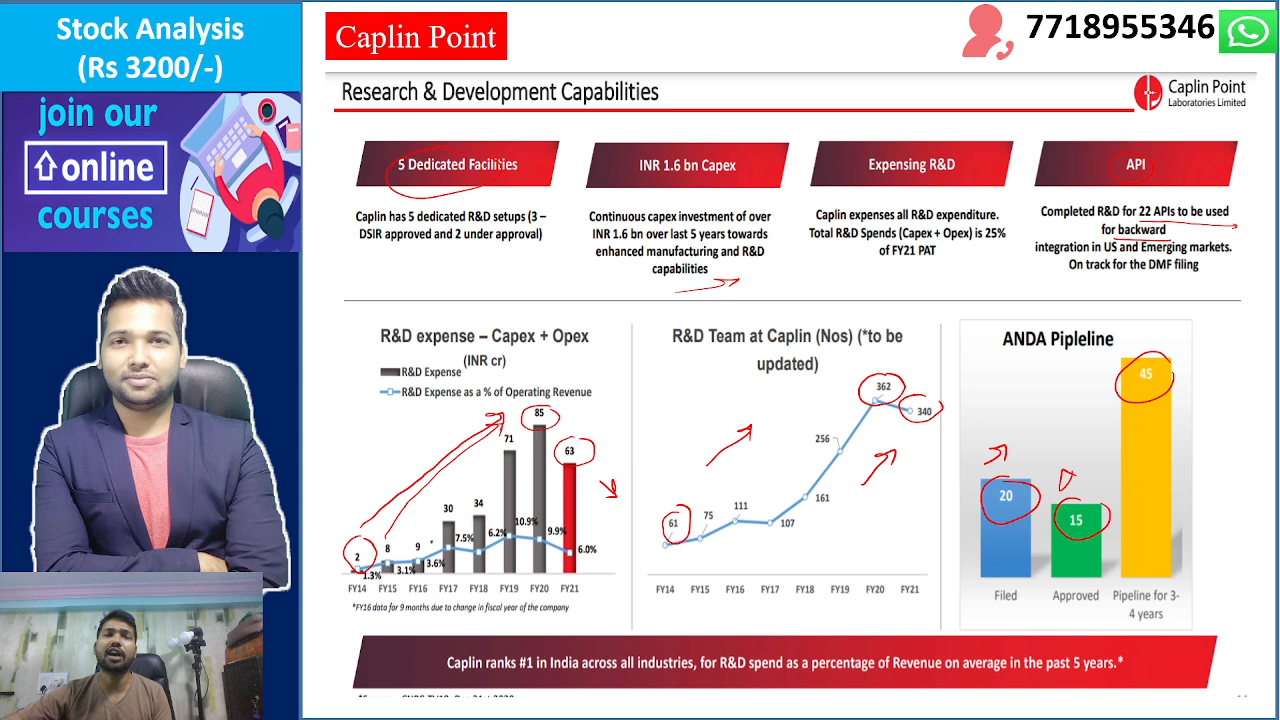 Stock Analysis
(Rs 3200/-)
join our
online
courses
Caplin Point
7718955346
Research & Development Capabilities
Caplin Point
Laboratories Limited
5 Dedicated Facilities
Caplin has 5 dedicated R&D setups (3 –
DSIR approved and 2 under approval)
INR 1.6 bn Capex
Continuous capex investment of over
INR 1.6 bn over last 5 years towards
enhanced manufacturing and R&D
capabilities
Expensing R&D
Caplin expenses all R&D expenditure.
Total R&D Spends (Capex + Opex) is 25%
of FY21 PAT
API
Completed R&D for 22 APIs to be used
for backward
integration in US and Emerging markets.
On track for the DMF filing
R&D expense – Capex + Opex
(INR cr)
R&D Expense
R&D Expense as a % of Operating Revenue
2 8 9 * 30 34 71 85 63
1.3% 3.1% 3.6% 7.5% 6.2% 10.9% 9.9% 6.0%
FY14 FY15 FY16 FY17 FY18 FY19 FY20 FY21
*FY16 data for 9 months due to change in fiscal year of the company
R&D Team at Caplin (Nos) (*to be
updated)
61 75 111 107 161 256 362 340
FY14 FY15 FY16 FY17 FY18 FY19 FY20 FY21
ANDA Pipleline
20 15 45
Filed Approved Pipeline for 3-
4 years
Caplin ranks #1 in India across all industries, for R&D spend as a percentage of Revenue on average in the past 5 years.*